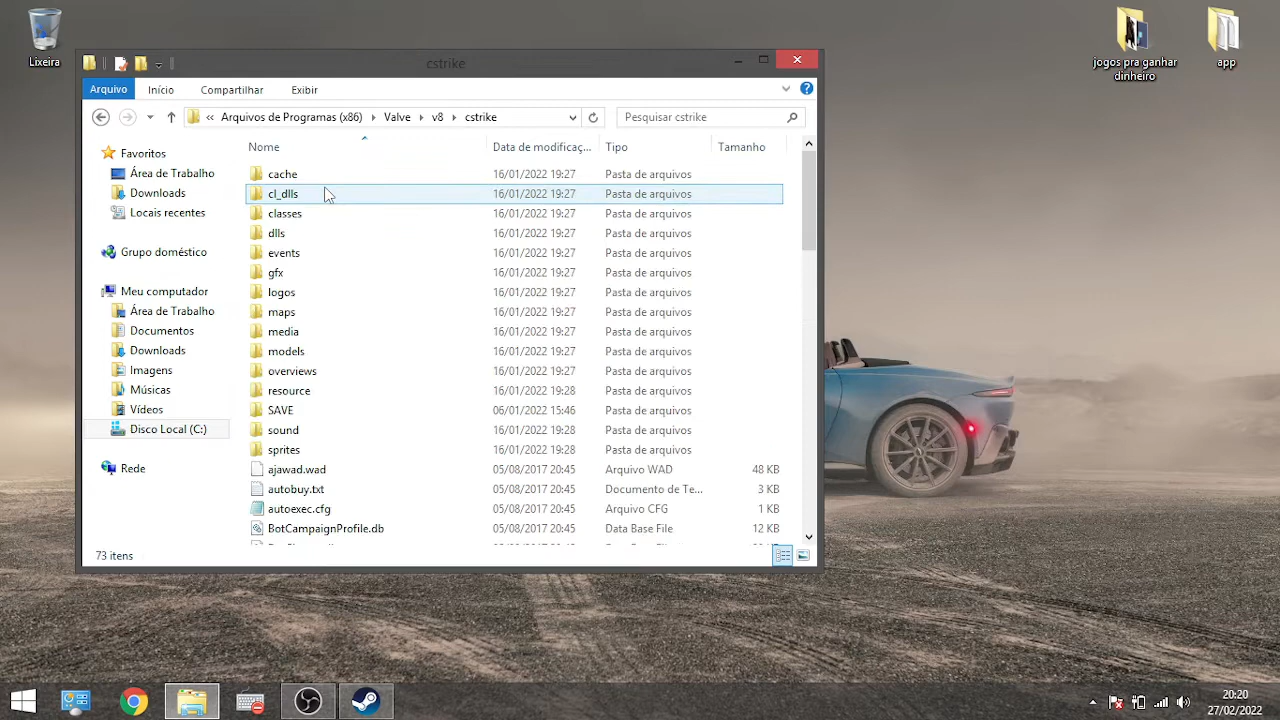 Lixeira
jogos pra ganhar
dinheiro
app
cstrike
Arquivo
Início
Compartilhar
Exibir
«
Arquivos de Programas (x86)
Valve
v8
cstrike
Pesquisar cstrike
Nome
Data de modificaç...
Tipo
Tamanho
Favoritos
Área de Trabalho
Downloads
Locais recentes
Grupo doméstico
Meu computador
Área de Trabalho
Documentos
Downloads
Imagens
Músicas
Vídeos
Disco Local (C:)
Rede
cache 16/01/2022 19:27 Pasta de arquivos
cl_dlls 16/01/2022 19:27 Pasta de arquivos
classes 16/01/2022 19:27 Pasta de arquivos
dlls 16/01/2022 19:27 Pasta de arquivos
events 16/01/2022 19:27 Pasta de arquivos
gfx 16/01/2022 19:27 Pasta de arquivos
logos 16/01/2022 19:27 Pasta de arquivos
maps 16/01/2022 19:27 Pasta de arquivos
media 16/01/2022 19:27 Pasta de arquivos
models 16/01/2022 19:27 Pasta de arquivos
overviews 16/01/2022 19:27 Pasta de arquivos
resource 16/01/2022 19:28 Pasta de arquivos
SAVE 06/01/2022 15:46 Pasta de arquivos
sound 16/01/2022 19:28 Pasta de arquivos
sprites 16/01/2022 19:28 Pasta de arquivos
ajawad.wad 05/08/2017 20:45 Arquivo WAD 48 KB
autobuy.txt 05/08/2017 20:45 Documento de Te... 3 KB
autoexec.cfg 05/08/2017 20:45 Arquivo CFG 1 KB
BotCampaignProfile.db 05/08/2017 20:45 Data Base File 12 KB
73 itens
20:20
27/02/2022